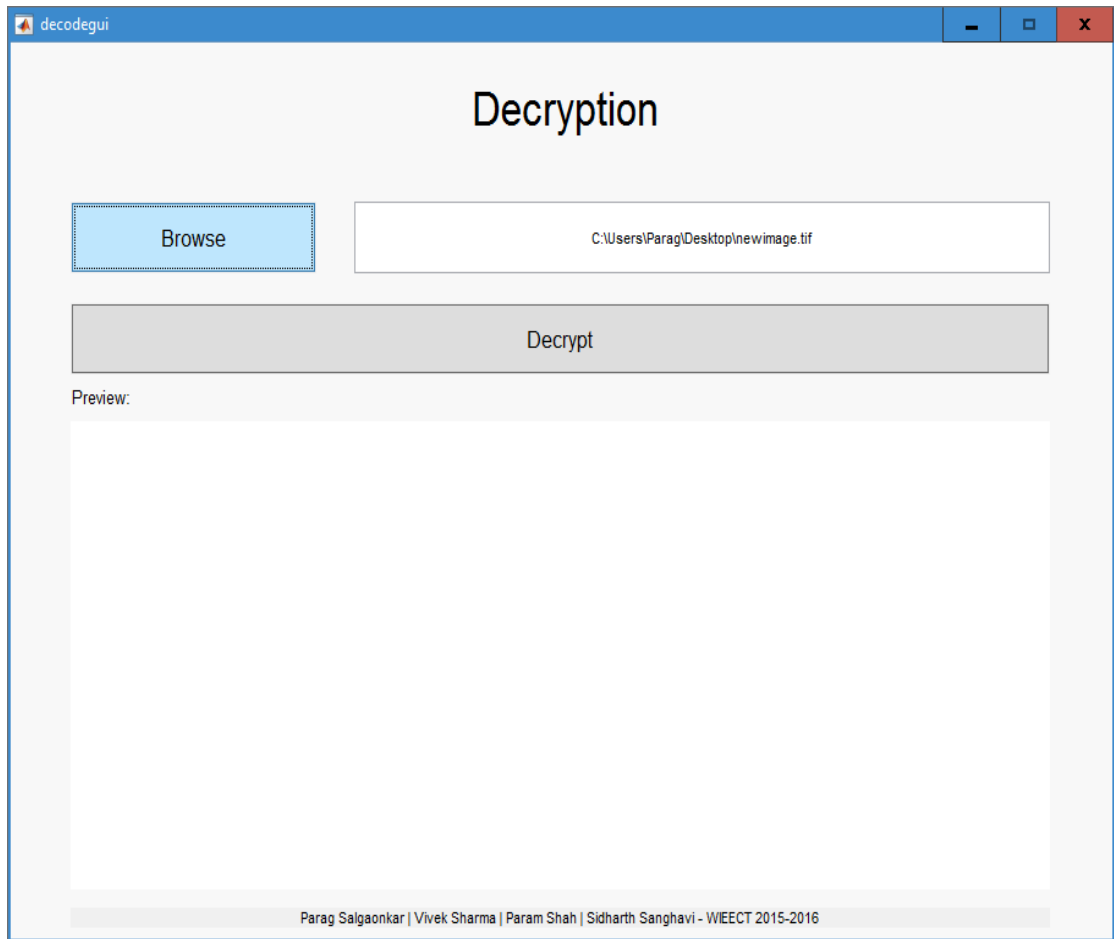 decodegui
Decryption
Browse
C:\Users\Parag\Desktop\newimage.tif
Decrypt
Preview:
Parag Salgaonkar | Vivek Sharma | Param Shah | Sidharth Sanghavi - WIEECT 2015-2016